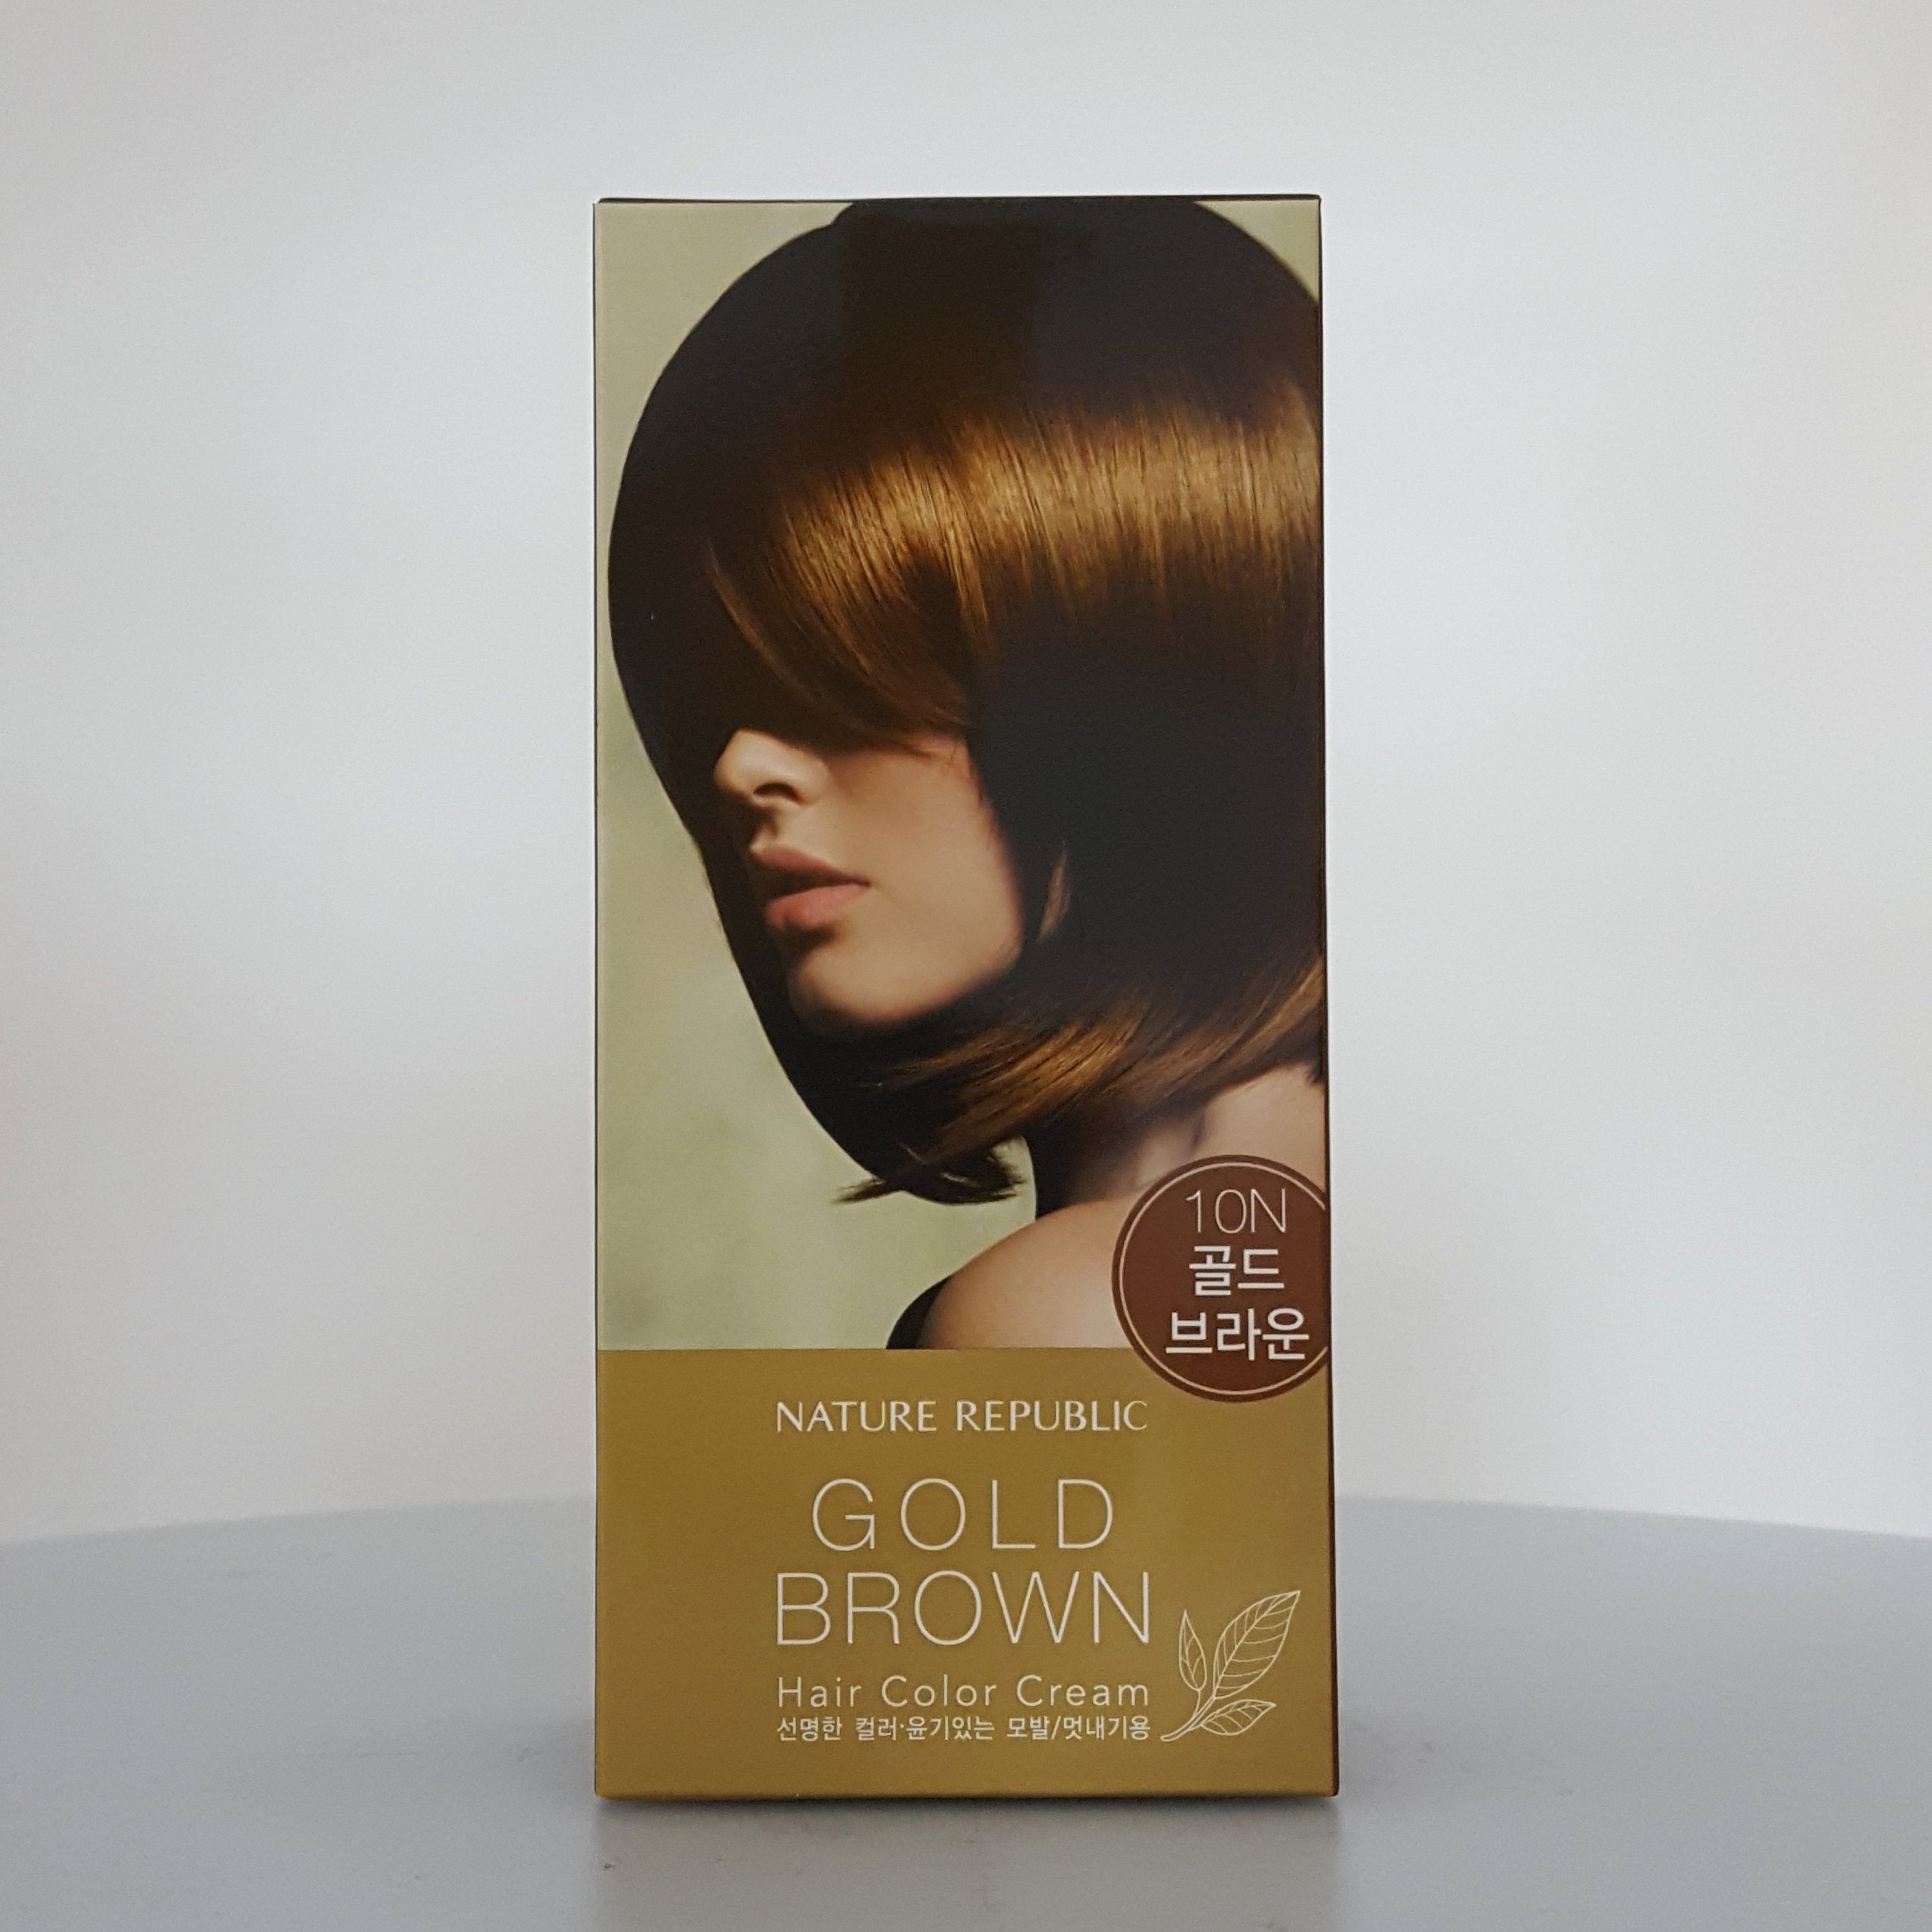 10N
골드
브라운
NATURE REPUBLIC
GOLD
BROWN
Hair Color Cream
선명한 컬러·윤기있는 모발/멋내기용